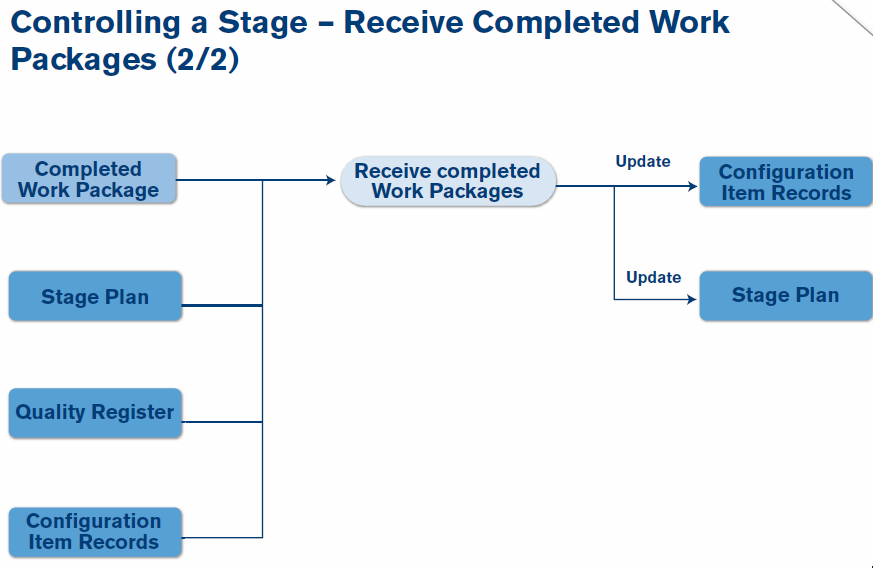 Controlling a Stage – Receive Completed Work
Packages (2/2)
Completed
Work Package
Receive completed
Work Packages
Update
Configuration
Item Records
Stage Plan
Update
Stage Plan
Quality Register
Configuration
Item Records